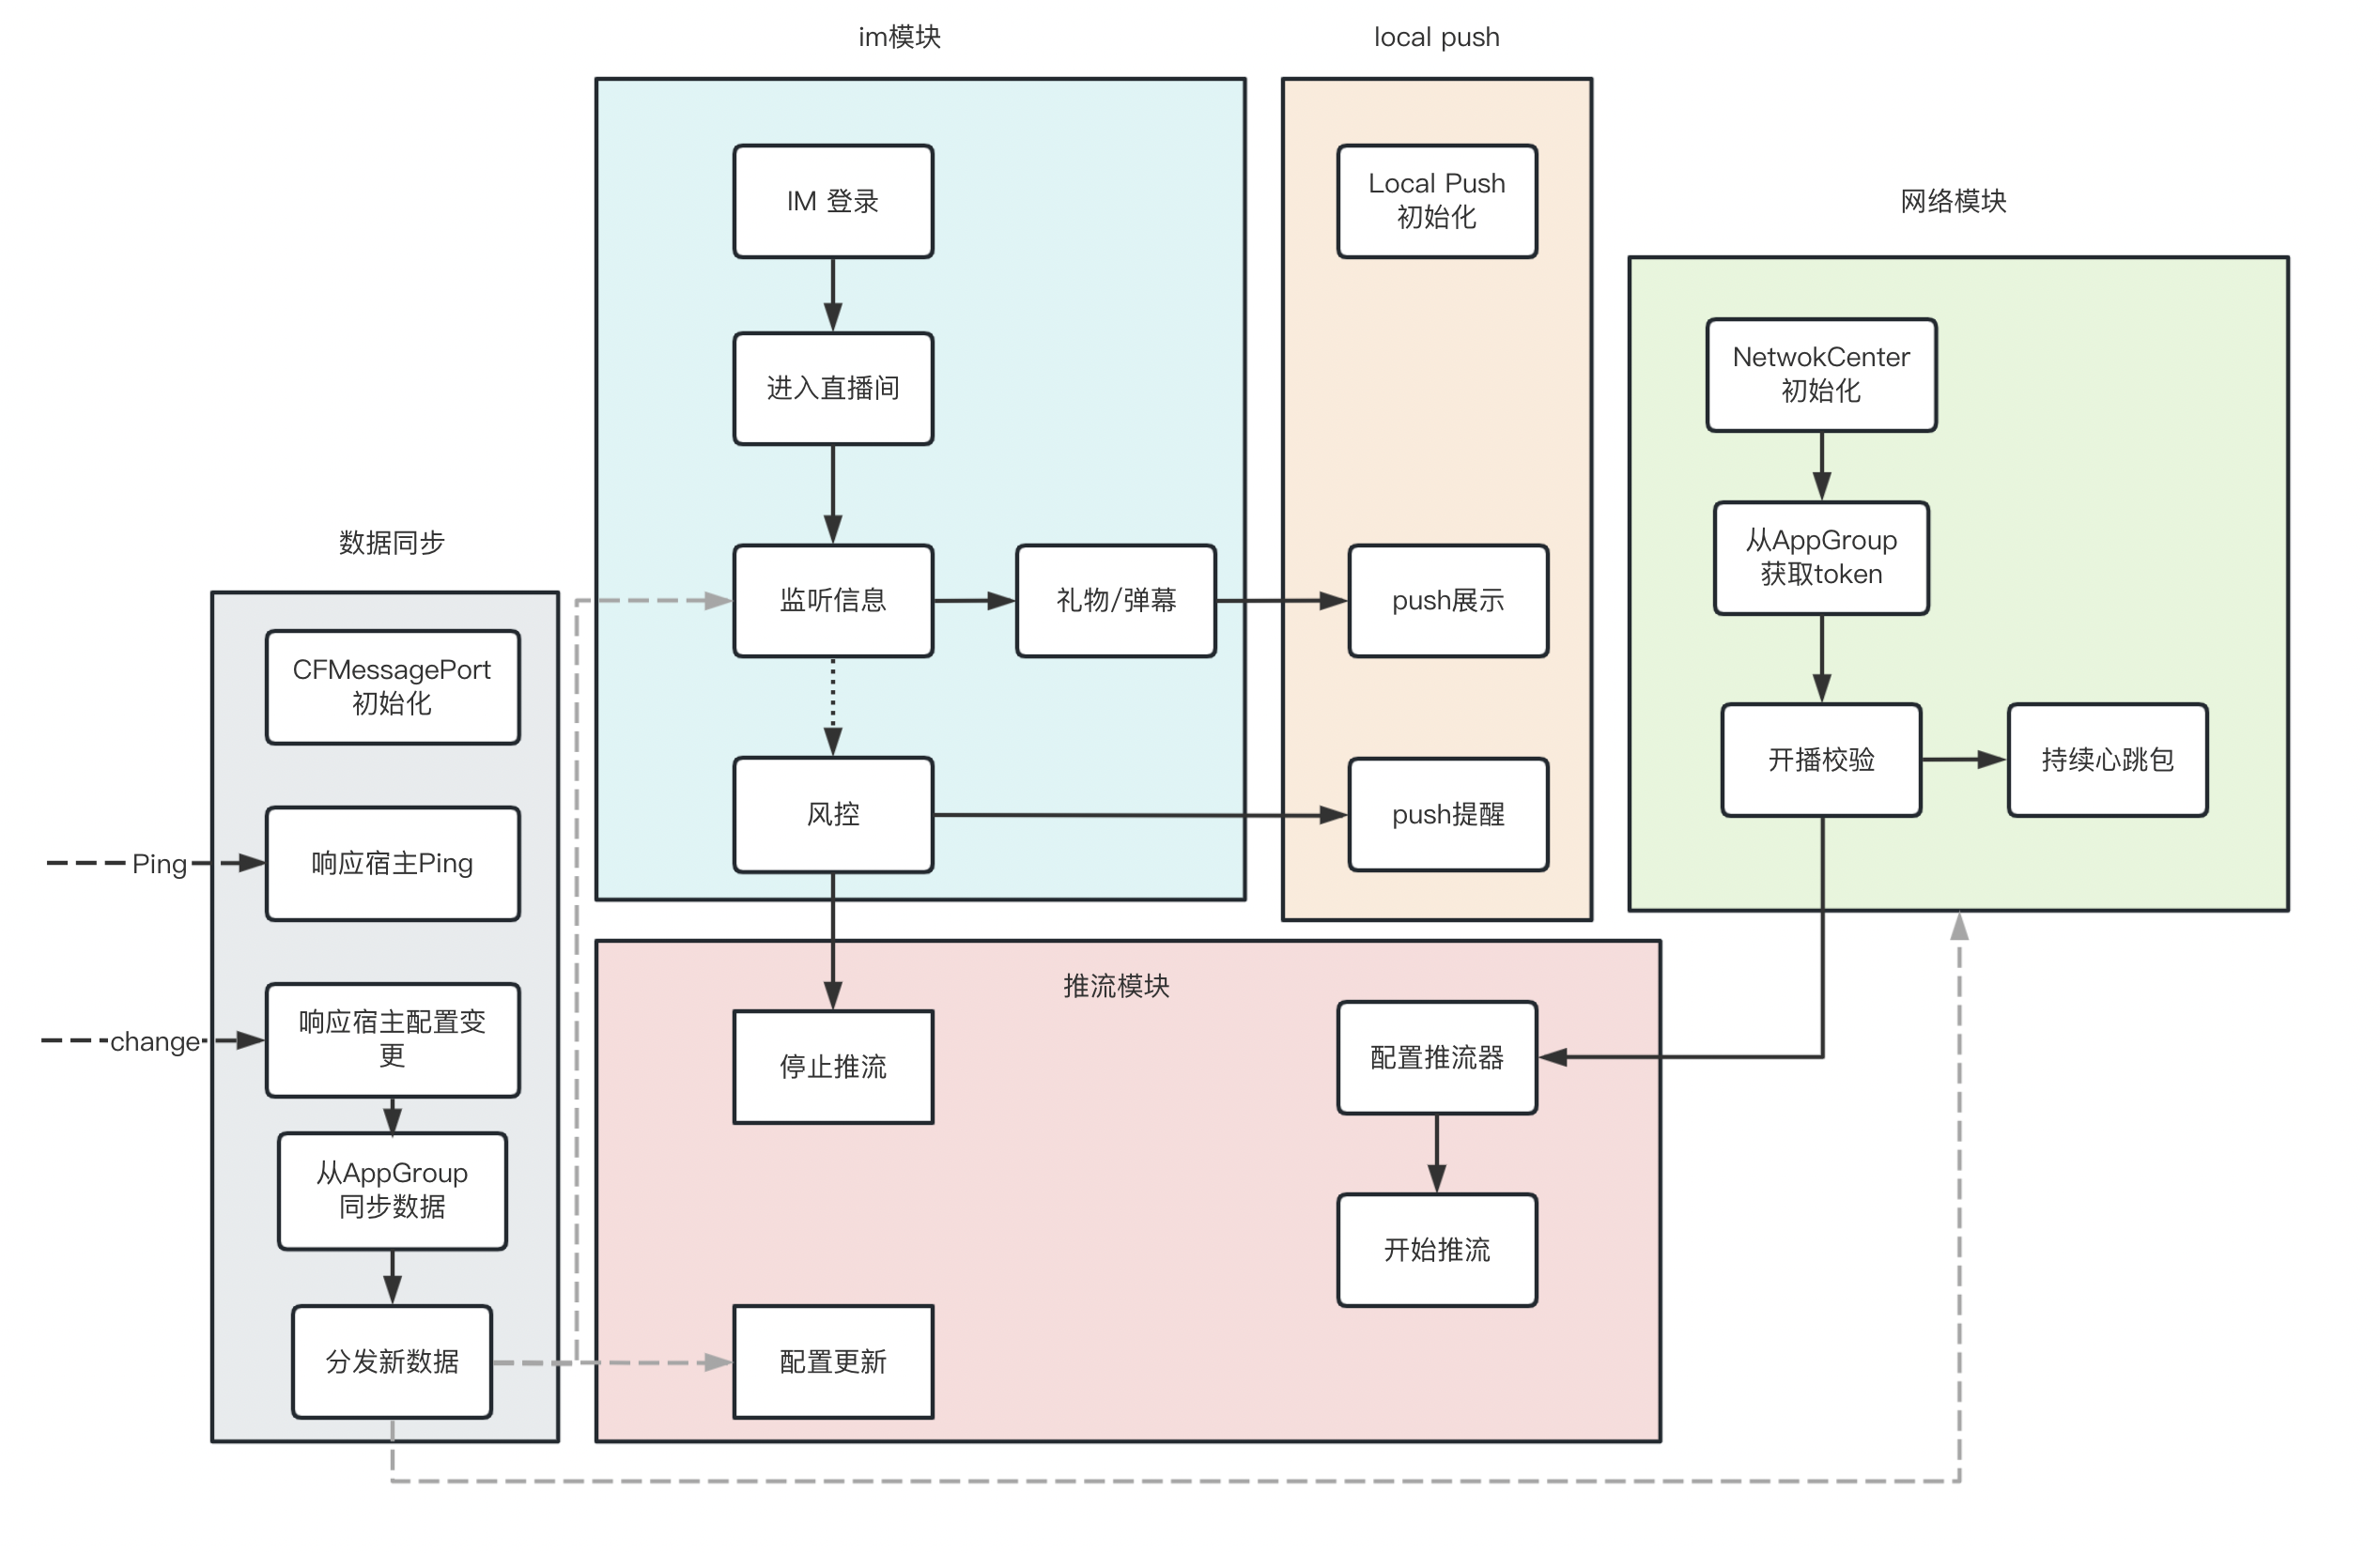 im模块
local push
IM 登录
Local Push
初始化
网络模块
进入直播间
NetwokCenter
初始化
数据同步
从AppGroup
获取token
监听信息
礼物/弹幕
push展示
CFMessagePort
初始化
开播校验
持续心跳包
风控
push提醒
Ping
响应宿主Ping
推流模块
change
响应宿主配置变
更
停止推流
配置推流器
从AppGroup
同步数据
开始推流
分发新数据
配置更新